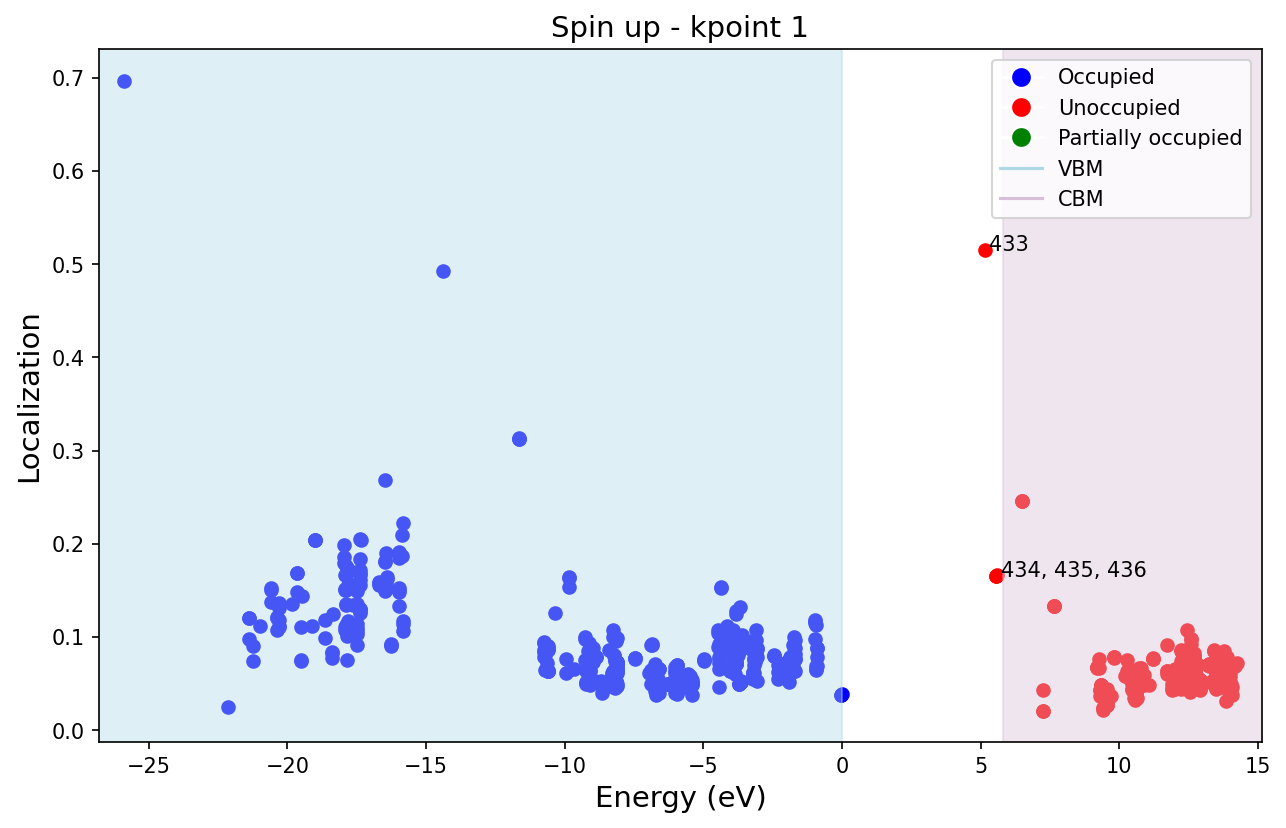 Spin up - kpoint 1
Localization
0.7
0.6
0.5
0.4
0.3
0.2
0.1
0.0
Occupied
Unoccupied
Partially occupied
VBM
CBM
433
434, 435, 436
−25
−20
−15
−10
−5
0
5
10
15
Energy (eV)